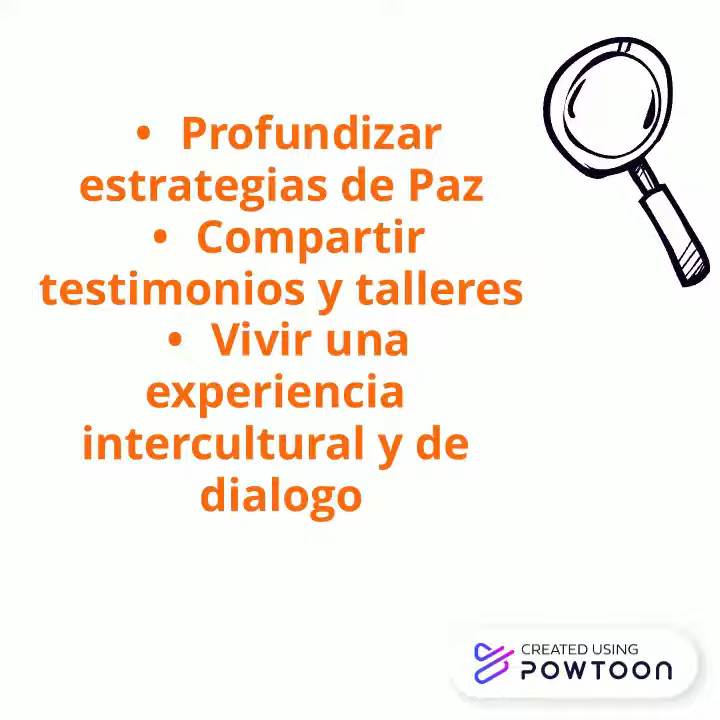 • Profundizar
estrategias de Paz
• Compartir
testimonios y talleres
• Vivir una
experiencia
intercultural y de
dialogo
CREATED USING
POWTOON